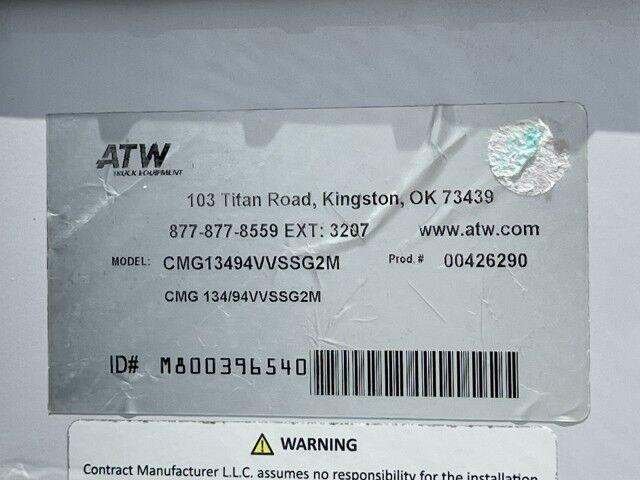 ATW
TRUCK EQUIPMENT
103 Titan Road, Kingston, OK 73439
877-877-8559 EXT: 3207 www.atw.com
MODEL: CMG13494VVSSG2M Prod. # 00426290
CMG 134/94VVSSG2M
ID# M800396540
⚠ WARNING
Contract Manufacturer L.L.C. assumes no responsibility for the installation